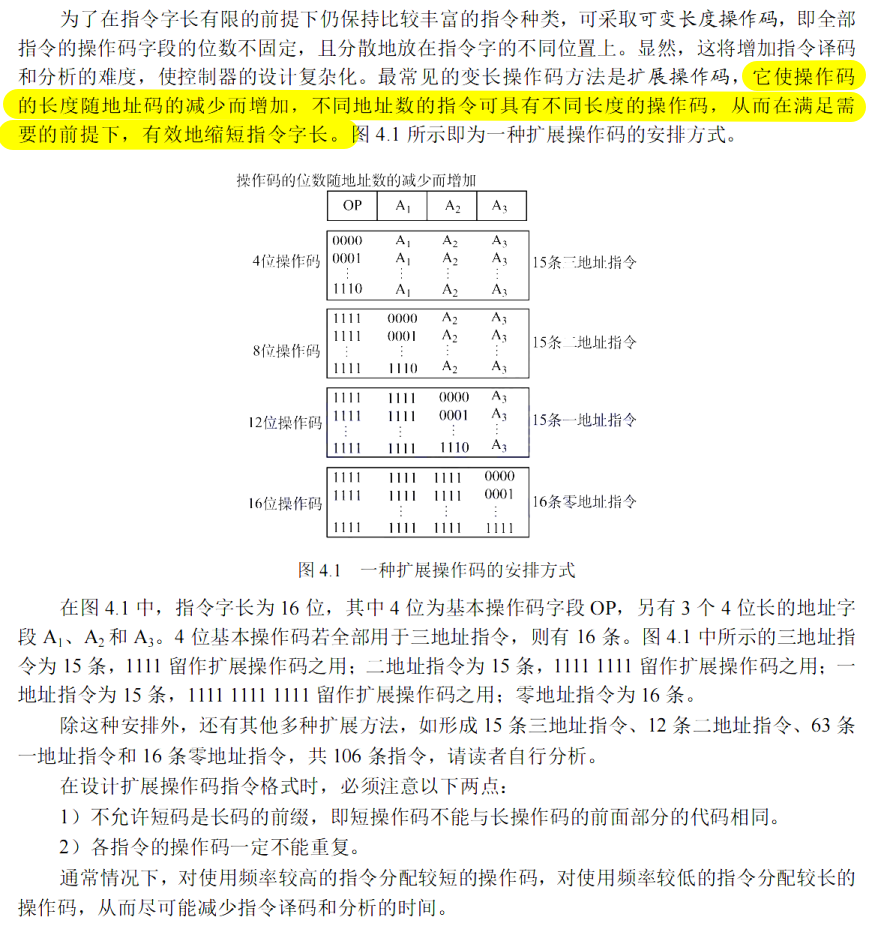 为了在指令字长有限的前提下仍保持比较丰富的指令种类，可采取可变长度操作码，即全部
指令的操作码字段的位数不固定，且分散地放在指令字的不同位置上。显然，这将增加指令译码
和分析的难度，使控制器的设计复杂化。最常见的变长操作码方法是扩展操作码，它使操作码
的长度随地址码的减少而增加，不同地址数的指令可具有不同长度的操作码，从而在满足需
要的前提下，有效地缩短指令字长。图 4.1 所示即为一种扩展操作码的安排方式。
操作码的位数随地址数的减少而增加
OP A₁ A₂ A₃
0000 A₁ A₂ A₃
4位操作码 0001 A₁ A₂ A₃ 15条三地址指令
⋮ ⋮ ⋮ ⋮
1110 A₁ A₂ A₃
1111 0000 A₂ A₃
1111 0001 A₂ A₃ 15条二地址指令
8位操作码 ⋮ ⋮ ⋮ ⋮
1111 1110 A₂ A₃
1111 1111 0000 A₃
12位操作码 1111 1111 0001 A₃ 15条一地址指令
⋮ ⋮ ⋮ ⋮
1111 1111 1110 A₃
1111 1111 1111 0000
16位操作码 1111 1111 1111 0001 16条零地址指令
⋮ ⋮ ⋮ ⋮
1111 1111 1111 1111
图 4.1 一种扩展操作码的安排方式
在图 4.1 中，指令字长为 16 位，其中 4 位为基本操作码字段 OP，另有 3 个 4 位长的地址字
段 A₁、A₂和 A₃。4 位基本操作码若全部用于三地址指令，则有 16 条。图 4.1 中所示的三地址指
令为 15 条，1111 留作扩展操作码之用；二地址指令为 15 条，1111 1111 留作扩展操作码之用；一
地址指令为 15 条，1111 1111 1111 留作扩展操作码之用；零地址指令为 16 条。
除这种安排外，还有其他多种扩展方法，如形成 15 条三地址指令、12 条二地址指令、63 条
一地址指令和 16 条零地址指令，共 106 条指令，请读者自行分析。
在设计扩展操作码指令格式时，必须注意以下两点：
1）不允许短码是长码的前缀，即短操作码不能与长操作码的前面部分的代码相同。
2）各指令的操作码一定不能重复。
通常情况下，对使用频率较高的指令分配较短的操作码，对使用频率较低的指令分配较长的
操作码，从而尽可能减少指令译码和分析的时间。